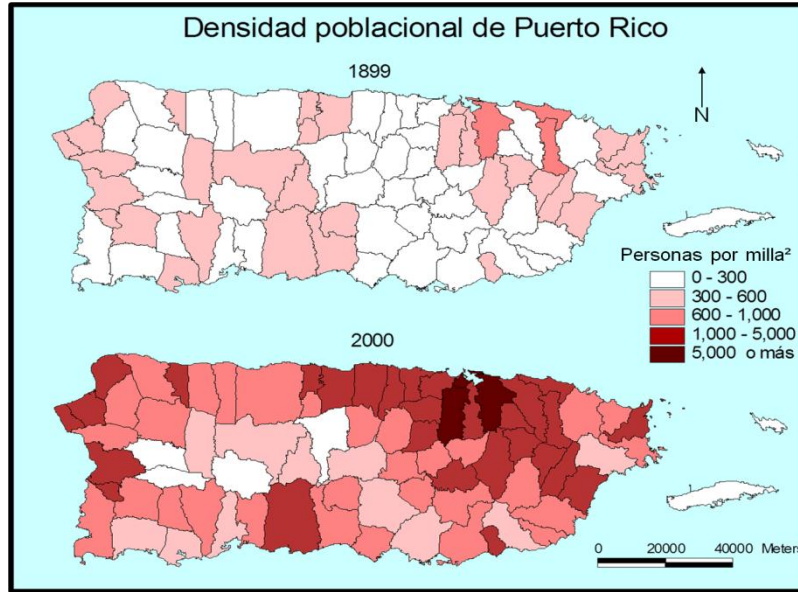 Densidad poblacional de Puerto Rico
1899
N
Personas por milla²
0 - 300
300 - 600
600 - 1,000
1,000 - 5,000
5,000 o más
2000
0 20000 40000 Meters